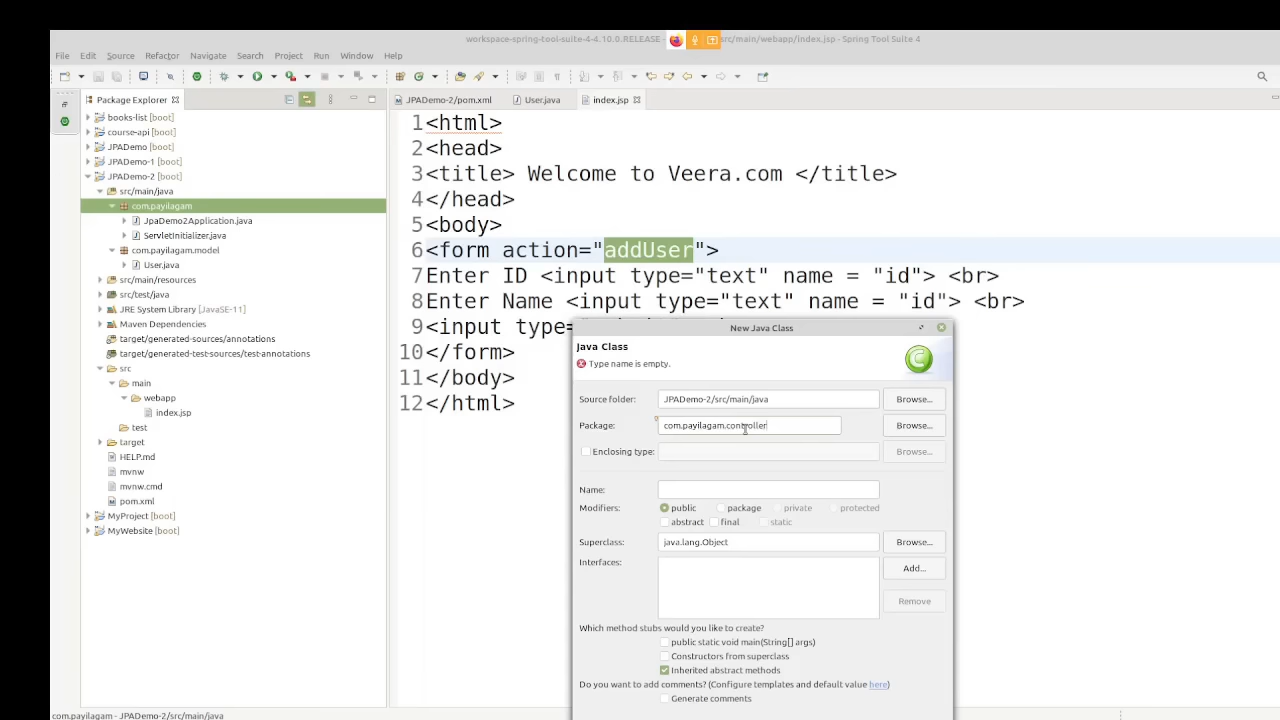 workspace-spring-tool-suite-4-4.10.0.RELEASE - src/main/webapp/index.jsp - Spring Tool Suite 4
File Edit Source Refactor Navigate Search Project Run Window Help
Package Explorer
JPADemo-2/pom.xml
User.java
index.jsp
books-list [boot]
course-api [boot]
JPADemo [boot]
JPADemo-1 [boot]
JPADemo-2 [boot]
src/main/java
com.payilagam
JpaDemo2Application.java
ServletInitializer.java
com.payilagam.model
User.java
src/main/resources
src/test/java
JRE System Library [JavaSE-11]
Maven Dependencies
target/generated-sources/annotations
target/generated-test-sources/test-annotations
src
main
webapp
index.jsp
test
target
HELP.md
mvnw
mvnw.cmd
pom.xml
MyProject [boot]
MyWebsite [boot]
1<html>
2<head>
3<title> Welcome to Veera.com </title>
4</head>
5<body>
6<form action="addUser">
7Enter ID <input type="text" name = "id"> <br>
8Enter Name <input type="text" name = "id"> <br>
9<input type=
10</form>
11</body>
12</html>
New Java Class
Java Class
Type name is empty.
Source folder: JPADemo-2/src/main/java Browse...
Package: com.payilagam.controller Browse...
Enclosing type: Browse...
Name:
Modifiers: public package private protected
abstract final static
Superclass: java.lang.Object Browse...
Interfaces: Add...
Remove
Which method stubs would you like to create?
public static void main(String[] args)
Constructors from superclass
Inherited abstract methods
Do you want to add comments? (Configure templates and default value here)
Generate comments
com.payilagam - JPADemo-2/src/main/java